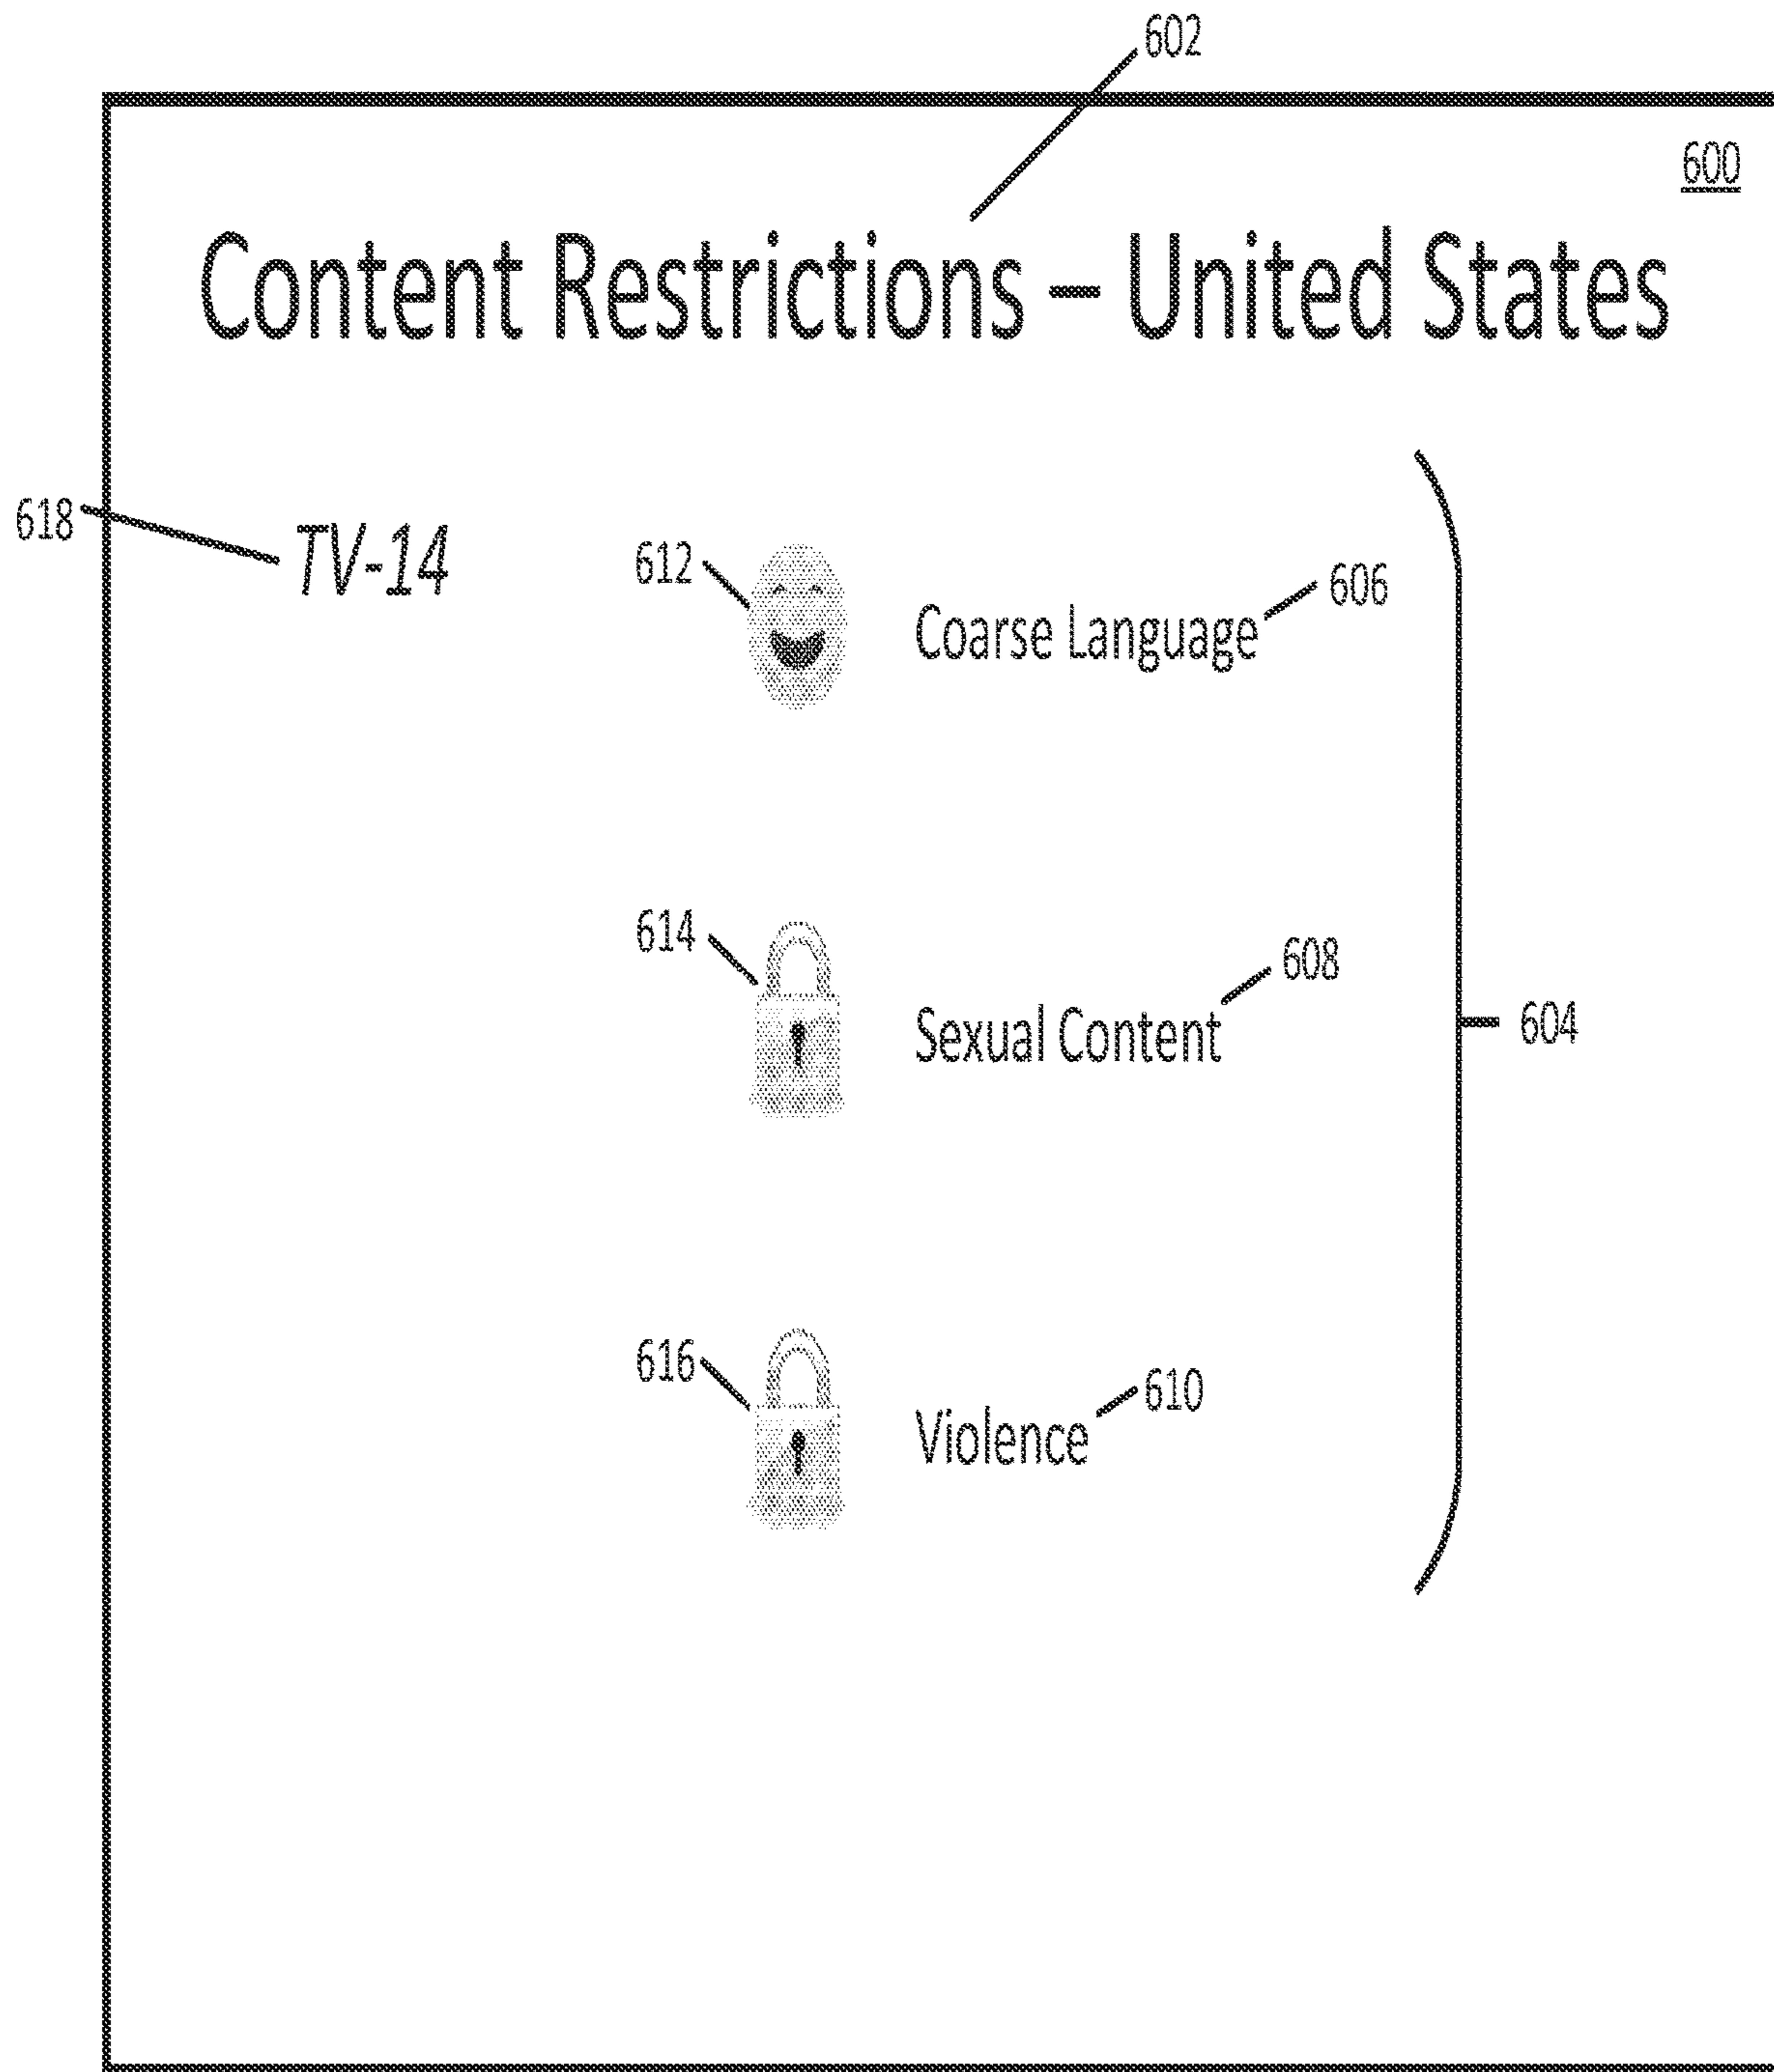 602
600
Content Restrictions – United States
618
TV-14
612
Coarse Language
606
614
Sexual Content
608
604
616
Violence
610